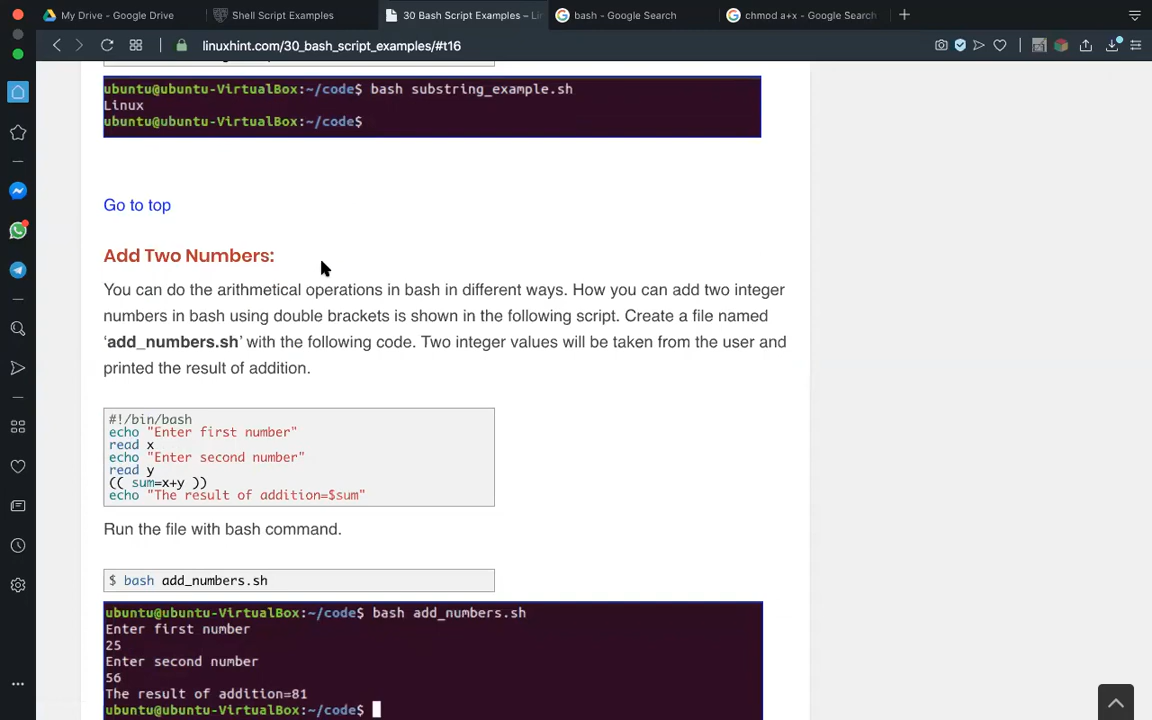 My Drive - Google Drive
Shell Script Examples
30 Bash Script Examples – Lin
bash - Google Search
chmod a+x - Google Search
linuxhint.com/30_bash_script_examples/#t16
ubuntu@ubuntu-VirtualBox:~/code$ bash substring_example.sh
Linux
ubuntu@ubuntu-VirtualBox:~/code$
Go to top
Add Two Numbers:
You can do the arithmetical operations in bash in different ways. How you can add two integer
numbers in bash using double brackets is shown in the following script. Create a file named
‘add_numbers.sh’ with the following code. Two integer values will be taken from the user and
printed the result of addition.
#!/bin/bash
echo "Enter first number"
read x
echo "Enter second number"
read y
(( sum=x+y ))
echo "The result of addition=$sum"
Run the file with bash command.
$ bash add_numbers.sh
ubuntu@ubuntu-VirtualBox:~/code$ bash add_numbers.sh
Enter first number
25
Enter second number
56
The result of addition=81
ubuntu@ubuntu-VirtualBox:~/code$